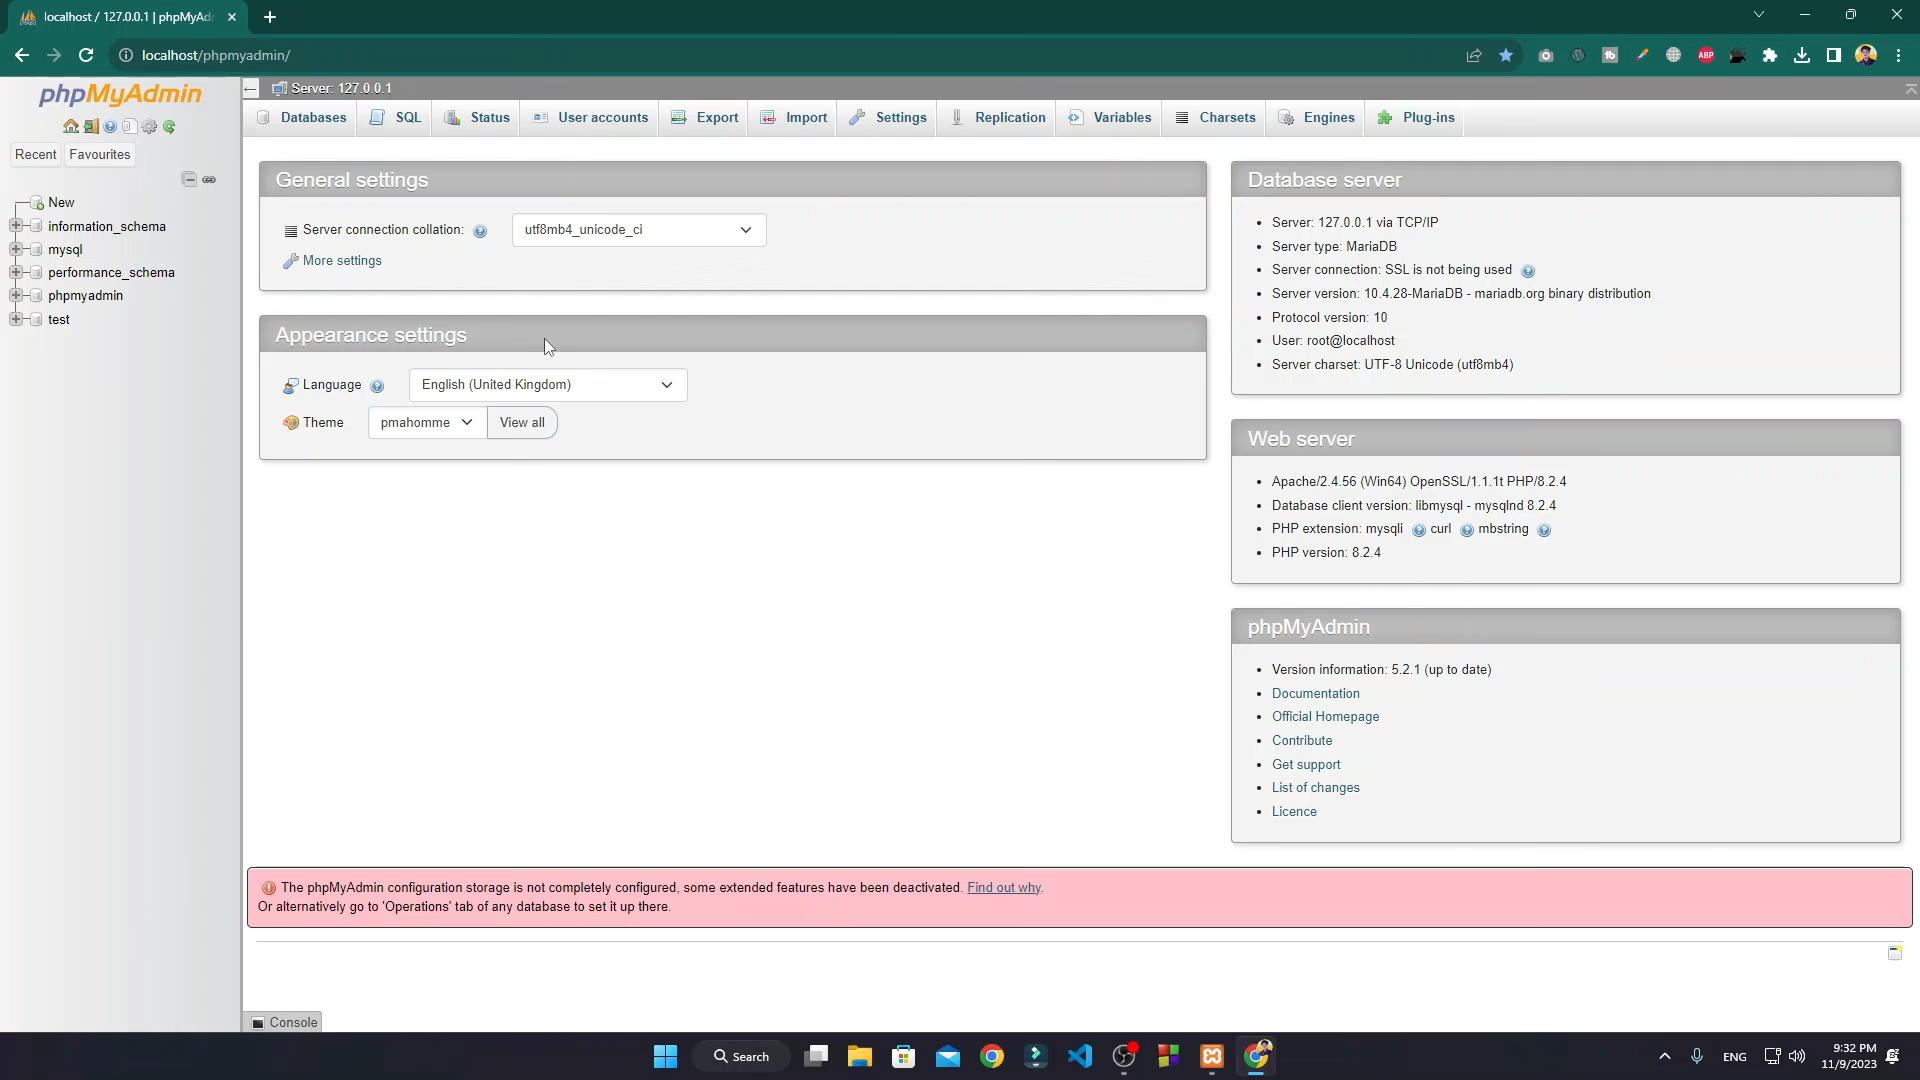 localhost / 127.0.0.1 | phpMyAd
localhost/phpmyadmin/
ABP
phpMyAdmin
Recent
Favourites
New
information_schema
mysql
performance_schema
phpmyadmin
test
Server: 127.0.0.1
Databases
SQL
Status
User accounts
Export
Import
Settings
Replication
Variables
Charsets
Engines
Plug-ins
General settings
Server connection collation:
utf8mb4_unicode_ci
More settings
Appearance settings
Language
English (United Kingdom)
Theme
pmahomme
View all
Database server
Server: 127.0.0.1 via TCP/IP
Server type: MariaDB
Server connection: SSL is not being used
Server version: 10.4.28-MariaDB - mariadb.org binary distribution
Protocol version: 10
User: root@localhost
Server charset: UTF-8 Unicode (utf8mb4)
Web server
Apache/2.4.56 (Win64) OpenSSL/1.1.1t PHP/8.2.4
Database client version: libmysql - mysqlnd 8.2.4
PHP extension: mysqli curl mbstring
PHP version: 8.2.4
phpMyAdmin
Version information: 5.2.1 (up to date)
Documentation
Official Homepage
Contribute
Get support
List of changes
Licence
The phpMyAdmin configuration storage is not completely configured, some extended features have been deactivated. Find out why.
Or alternatively go to 'Operations' tab of any database to set it up there.
Console
Search
ENG
9:32 PM
11/9/2023